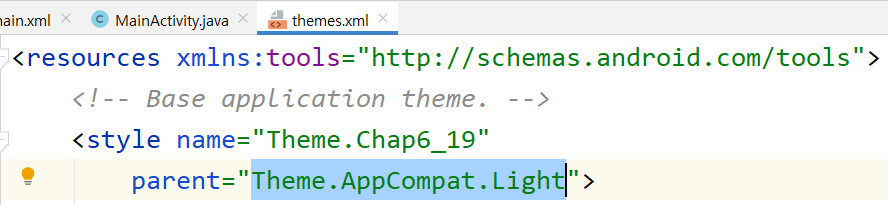 nain.xml MainActivity.java themes.xml
<resources xmlns:tools="http://schemas.android.com/tools">
<!-- Base application theme. -->
<style name="Theme.Chap6_19"
parent="Theme.AppCompat.Light">